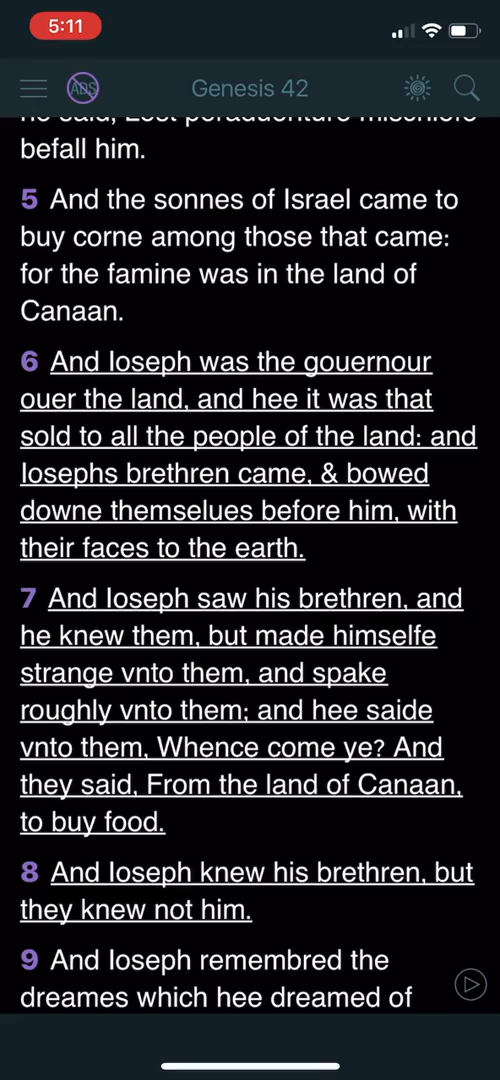 5:11
ADS
Genesis 42
he said, Lest peraduenture mischiefe
befall him.
5 And the sonnes of Israel came to
buy corne among those that came:
for the famine was in the land of
Canaan.
6 And Ioseph was the gouernour
ouer the land, and hee it was that
sold to all the people of the land: and
Iosephs brethren came, & bowed
downe themselues before him, with
their faces to the earth.
7 And Ioseph saw his brethren, and
he knew them, but made himselfe
strange vnto them, and spake
roughly vnto them; and hee saide
vnto them, Whence come ye? And
they said, From the land of Canaan,
to buy food.
8 And Ioseph knew his brethren, but
they knew not him.
9 And Ioseph remembred the
dreames which hee dreamed of